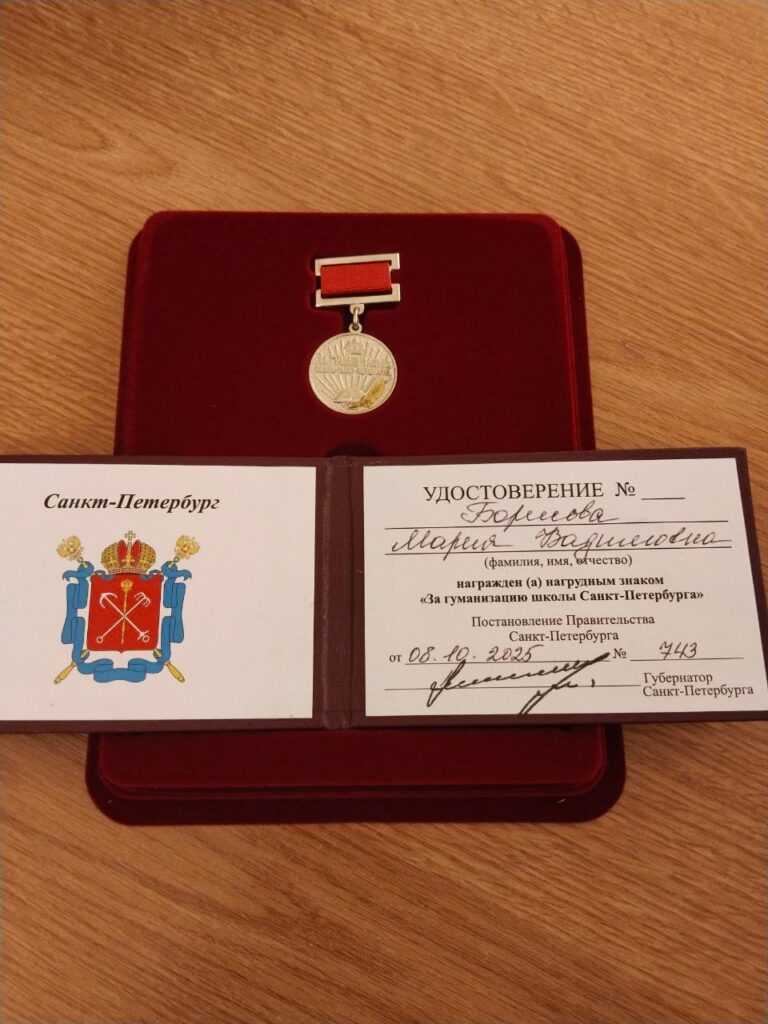 Санкт-Петербург
УДОСТОВЕРЕНИЕ № ____
Борисова
Мария Вадимовна
(фамилия, имя, отчество)
награжден (а) нагрудным знаком
«За гуманизацию школы Санкт-Петербурга»
Постановление Правительства
Санкт-Петербурга
от 08.10.2025 № 743
Губернатор
Санкт-Петербурга